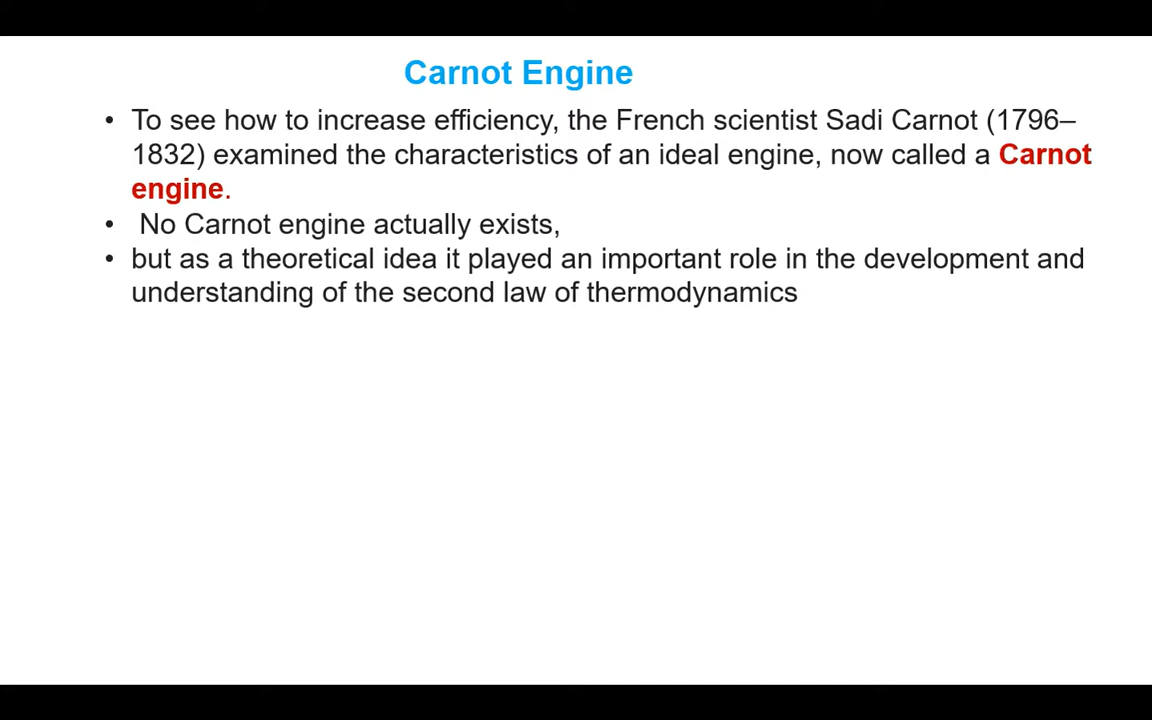 Carnot Engine
• To see how to increase efficiency, the French scientist Sadi Carnot (1796–
1832) examined the characteristics of an ideal engine, now called a Carnot
engine.
• No Carnot engine actually exists,
• but as a theoretical idea it played an important role in the development and
understanding of the second law of thermodynamics